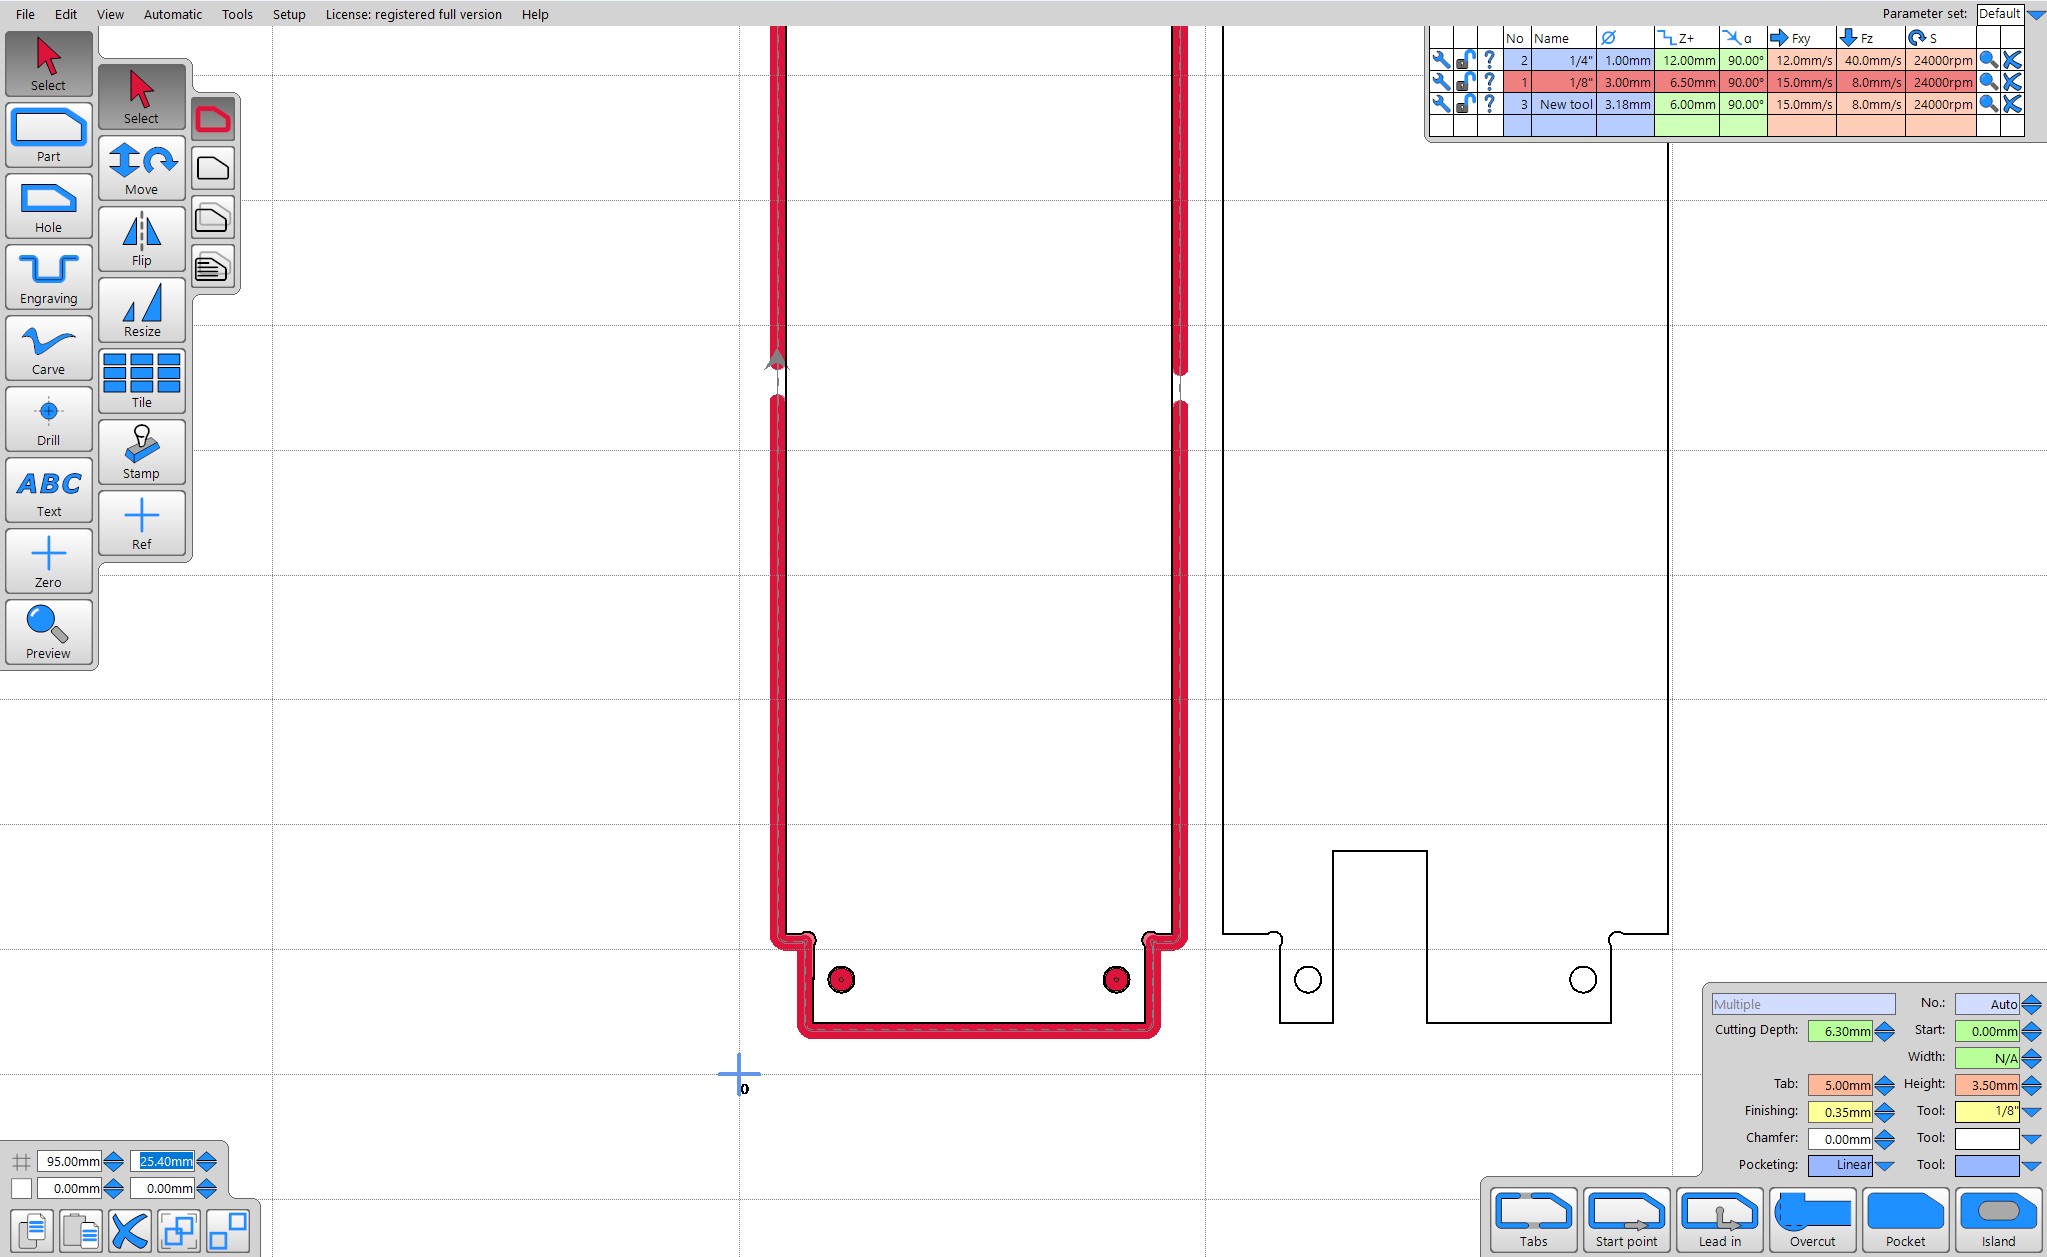 File Edit View Automatic Tools Setup License: registered full version Help Parameter set: Default
No Name Z+ α Fxy Fz S
2 1/4" 1.00mm 12.00mm 90.00° 12.0mm/s 40.0mm/s 24000rpm
1 1/8" 3.00mm 6.50mm 90.00° 15.0mm/s 8.0mm/s 24000rpm
3 New tool 3.18mm 6.00mm 90.00° 15.0mm/s 8.0mm/s 24000rpm
Select
Part
Hole
Engraving
Carve
Drill
ABC
Text
Zero
Preview
Select
Move
Flip
Resize
Tile
Stamp
Ref
0
Multiple No.: Auto
Cutting Depth: 6.30mm Start: 0.00mm
Width: N/A
Tab: 5.00mm Height: 3.50mm
Finishing: 0.35mm Tool: 1/8"
Chamfer: 0.00mm Tool:
Pocketing: Linear Tool:
95.00mm 25.40mm
0.00mm 0.00mm
Tabs Start point Lead in Overcut Pocket Island